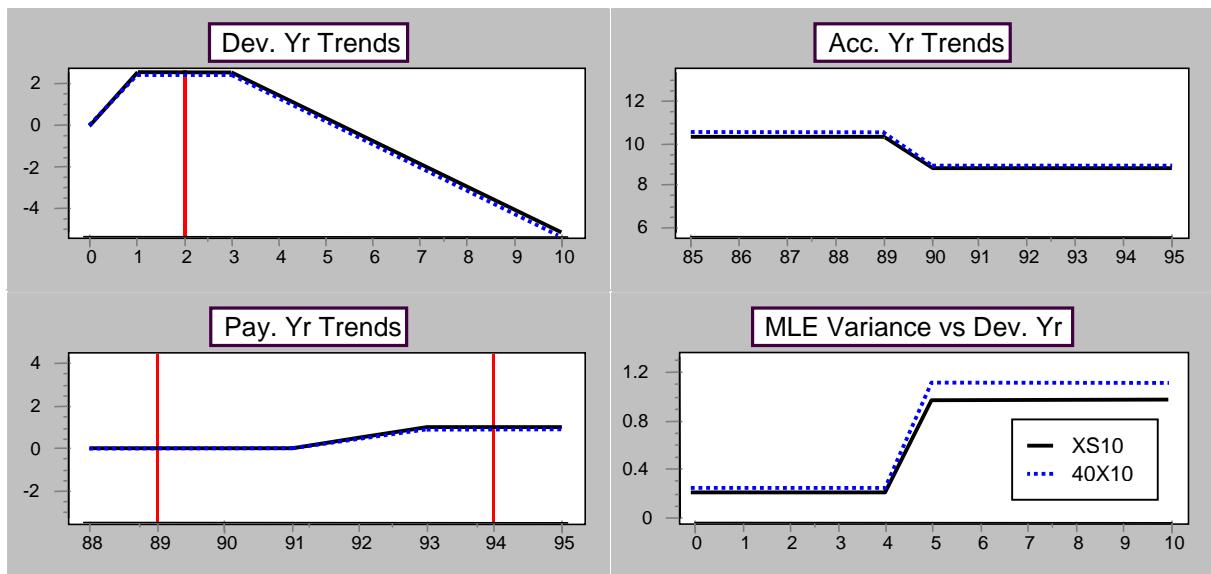 Dev. Yr Trends
2
0
-2
-4
0 1 2 3 4 5 6 7 8 9 10
Acc. Yr Trends
12
10
8
6
85 86 87 88 89 90 91 92 93 94 95
Pay. Yr Trends
4
2
0
-2
88 89 90 91 93 94 95
MLE Variance vs Dev. Yr
1.2
0.8
0.4
0
XS10
40X10
0 1 2 3 4 5 6 7 8 9 10